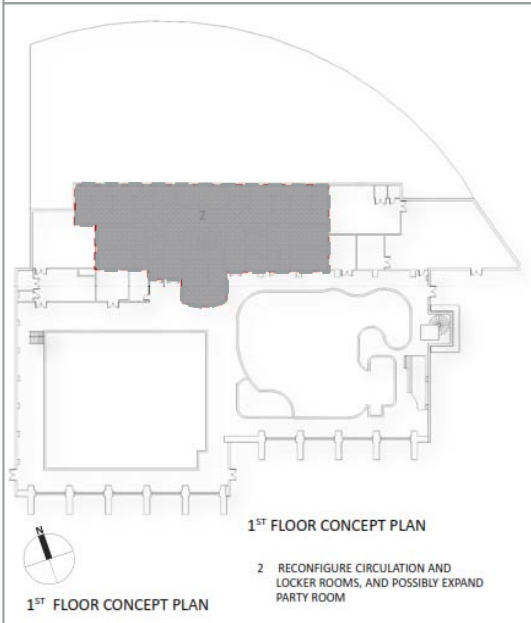 2
1ST FLOOR CONCEPT PLAN
N
2 RECONFIGURE CIRCULATION AND
LOCKER ROOMS, AND POSSIBLY EXPAND
PARTY ROOM
1ST FLOOR CONCEPT PLAN